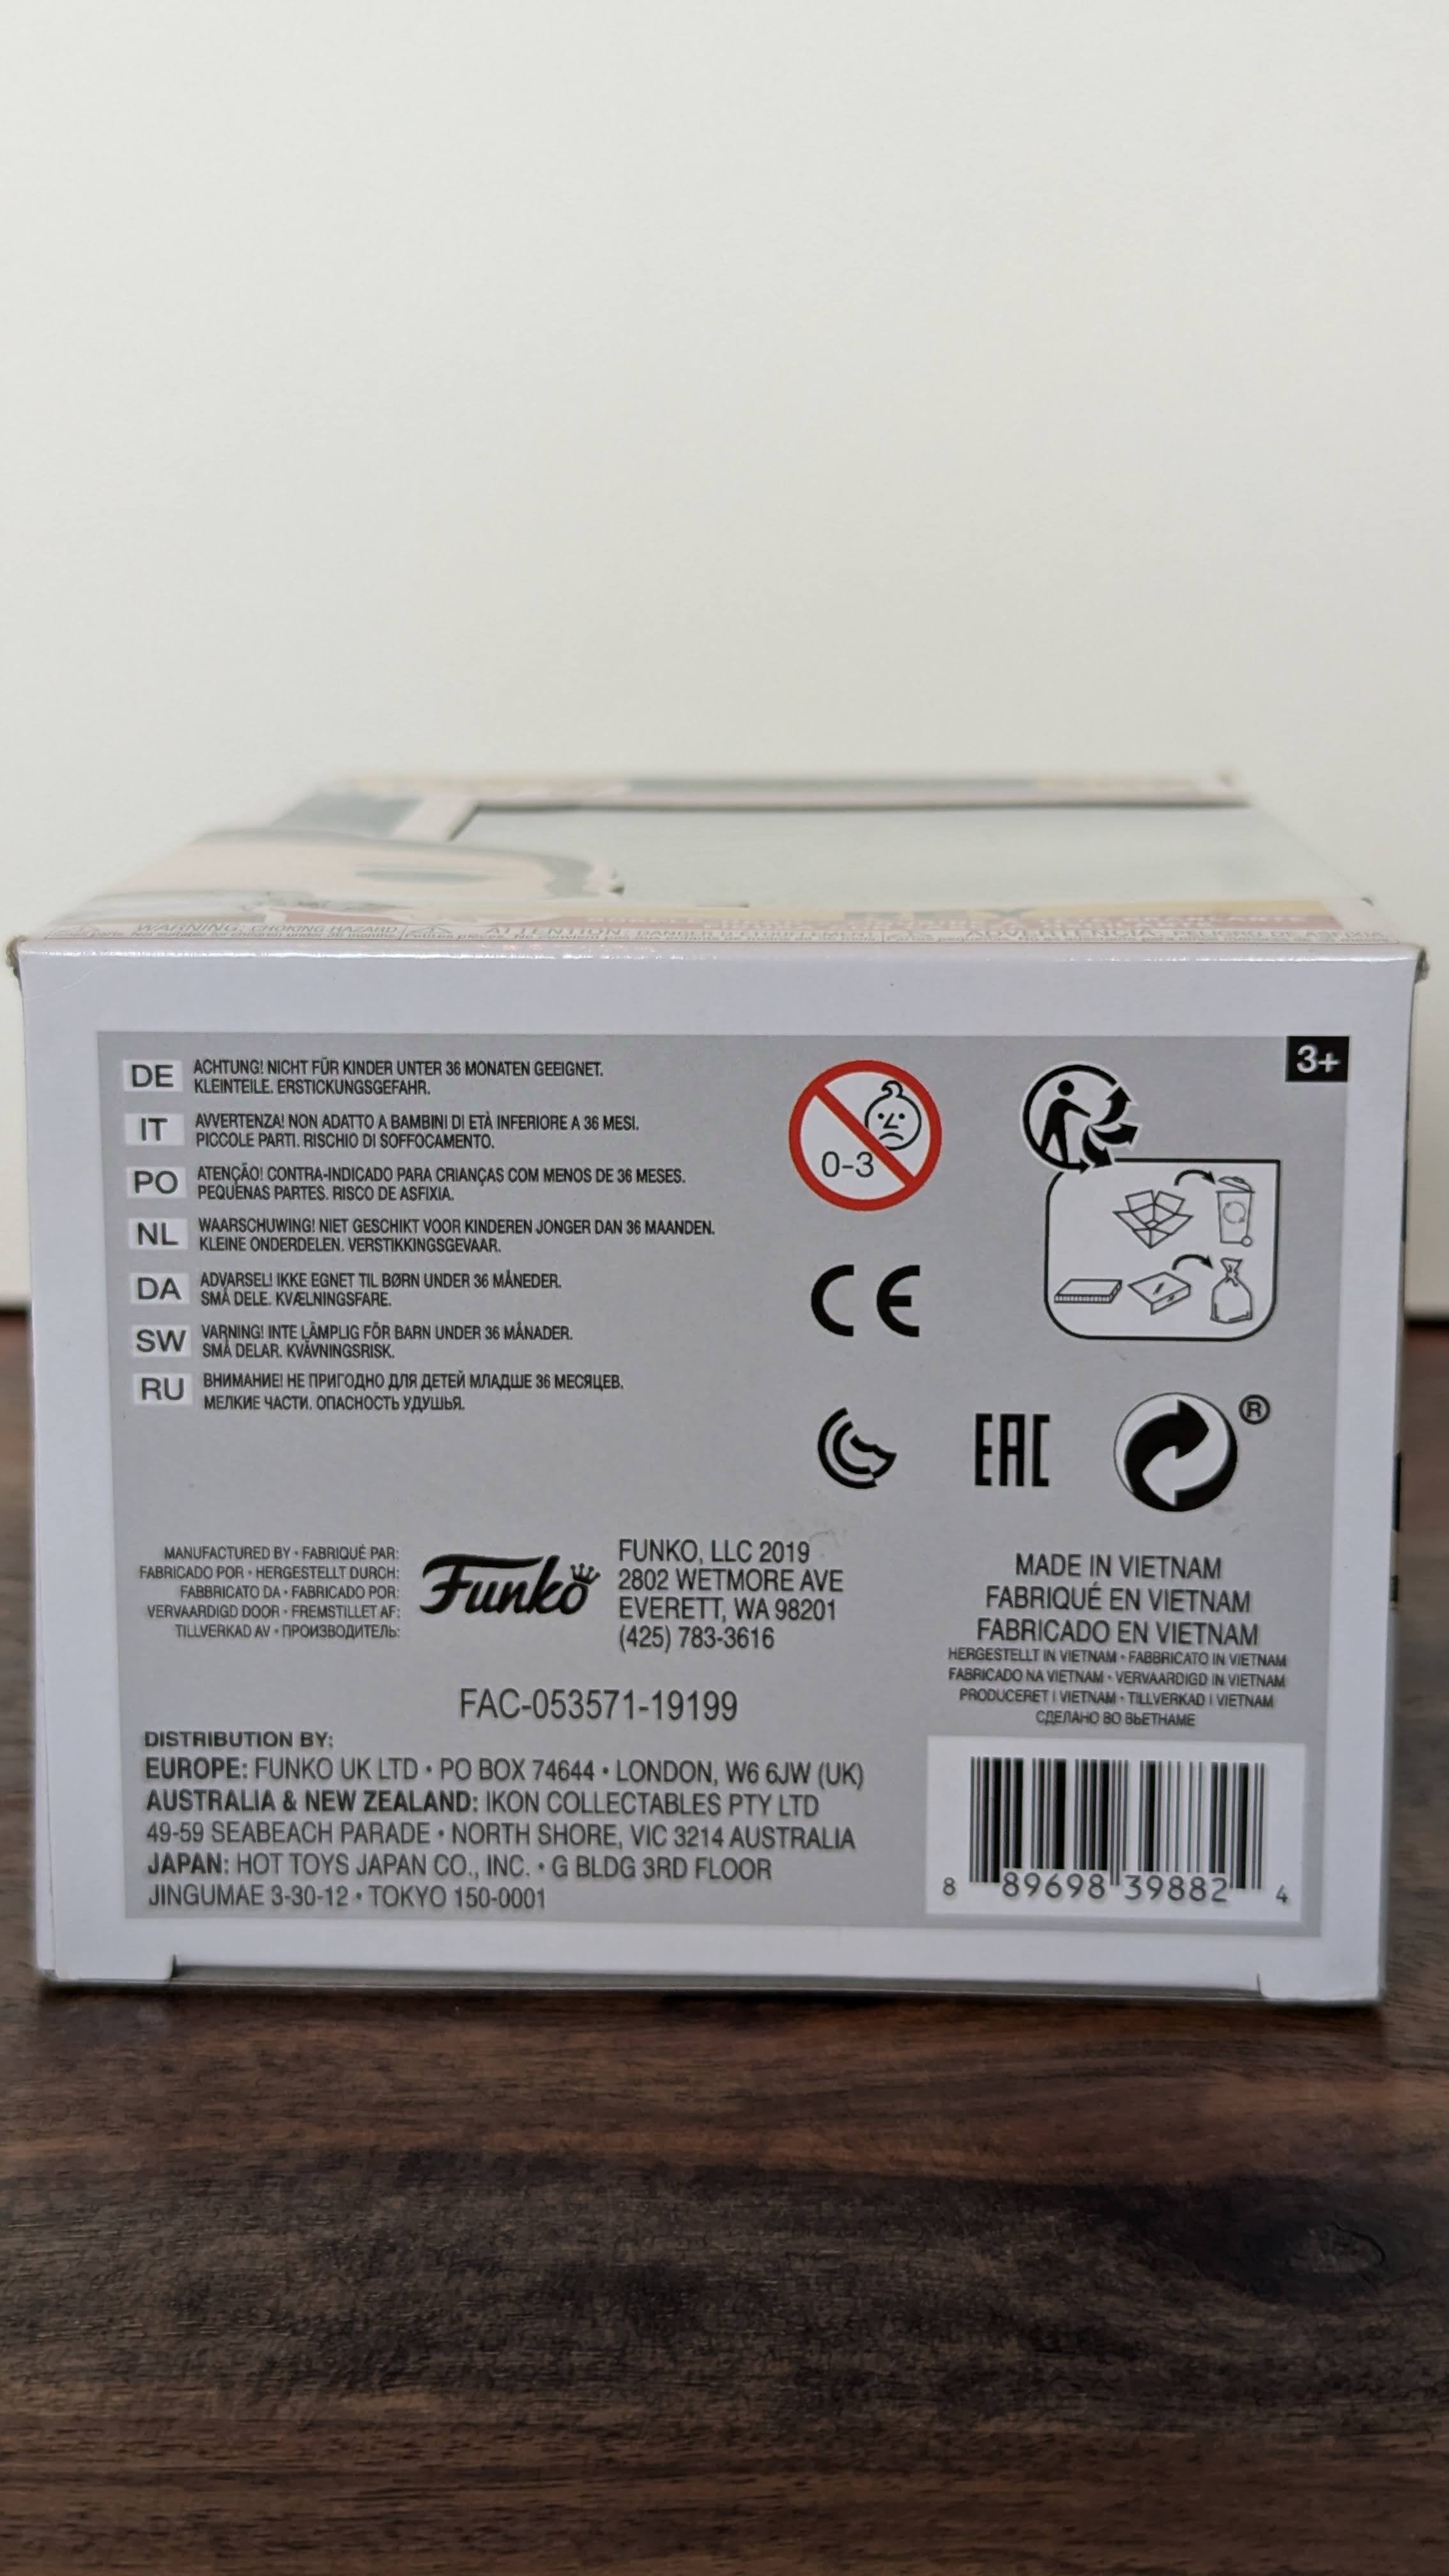 WARNING: CHOKING HAZARD
ATTENTION
ADVERTENCIA: PELIGRO DE ASFIXIA
3+
DE ACHTUNG! NICHT FÜR KINDER UNTER 36 MONATEN GEEIGNET.
KLEINTEILE. ERSTICKUNGSGEFAHR.
IT AVVERTENZA! NON ADATTO A BAMBINI DI ETÀ INFERIORE A 36 MESI.
PICCOLE PARTI. RISCHIO DI SOFFOCAMENTO.
PO ATENÇÃO! CONTRA-INDICADO PARA CRIANÇAS COM MENOS DE 36 MESES.
PEQUENAS PARTES. RISCO DE ASFIXIA.
NL WAARSCHUWING! NIET GESCHIKT VOOR KINDEREN JONGER DAN 36 MAANDEN.
KLEINE ONDERDELEN. VERSTIKKINGSGEVAAR.
DA ADVARSEL! IKKE EGNET TIL BØRN UNDER 36 MÅNEDER.
SMÅ DELE. KVÆLNINGSFARE.
SW VARNING! INTE LÄMPLIG FÖR BARN UNDER 36 MÅNADER.
SMÅ DELAR. KVÄVNINGSRISK.
RU ВНИМАНИЕ! НЕ ПРИГОДНО ДЛЯ ДЕТЕЙ МЛАДШЕ 36 МЕСЯЦЕВ.
МЕЛКИЕ ЧАСТИ. ОПАСНОСТЬ УДУШЬЯ.
0-3
CE
EAC
®
MANUFACTURED BY • FABRIQUÉ PAR:
FABRICADO POR • HERGESTELLT DURCH:
FABBRICATO DA • FABRICADO POR:
VERVAARDIGD DOOR • FREMSTILLET AF:
TILLVERKAD AV • ПРОИЗВОДИТЕЛЬ:
Funko
FUNKO, LLC 2019
2802 WETMORE AVE
EVERETT, WA 98201
(425) 783-3616
MADE IN VIETNAM
FABRIQUÉ EN VIETNAM
FABRICADO EN VIETNAM
HERGESTELLT IN VIETNAM • FABBRICATO IN VIETNAM
FABRICADO NA VIETNAM • VERVAARDIGD IN VIETNAM
PRODUCERET I VIETNAM • TILLVERKAD I VIETNAM
СДЕЛАНО ВО ВЬЕТНАМЕ
FAC-053571-19199
DISTRIBUTION BY:
EUROPE: FUNKO UK LTD • PO BOX 74644 • LONDON, W6 6JW (UK)
AUSTRALIA & NEW ZEALAND: IKON COLLECTABLES PTY LTD
49-59 SEABEACH PARADE • NORTH SHORE, VIC 3214 AUSTRALIA
JAPAN: HOT TOYS JAPAN CO., INC. • G BLDG 3RD FLOOR
JINGUMAE 3-30-12 • TOKYO 150-0001
8 89698 39882 4